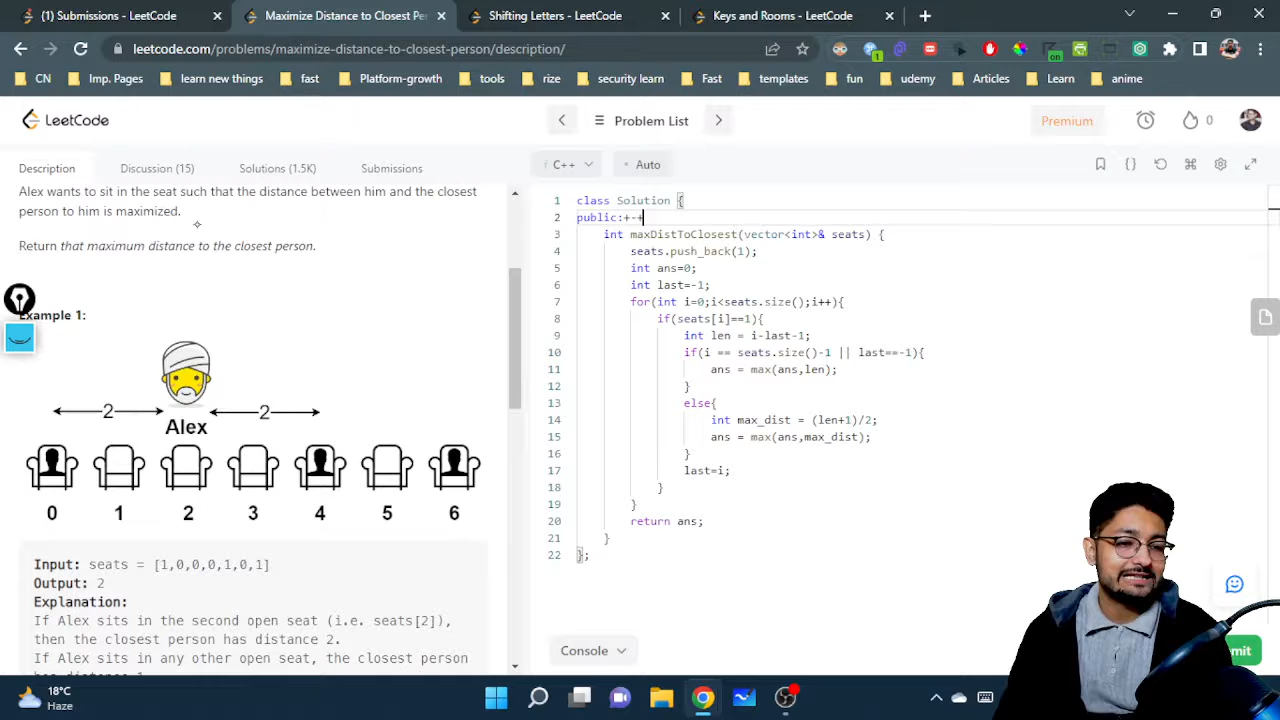 (1) Submissions - LeetCode
Maximize Distance to Closest Per
Shifting Letters - LeetCode
Keys and Rooms - LeetCode
leetcode.com/problems/maximize-distance-to-closest-person/description/
1
on
CN Imp. Pages learn new things fast Platform-growth tools rise security learn Fast templates fun udemy Articles Learn anime
LeetCode
Problem List
Premium
0
Description Discussion (15) Solutions (1.5K) Submissions
i C++ Auto
Alex wants to sit in the seat such that the distance between him and the closest
person to him is maximized.
Return that maximum distance to the closest person.
Example 1:
2 2
Alex
0 1 2 3 4 5 6
Input: seats = [1,0,0,0,1,0,1]
Output: 2
Explanation:
If Alex sits in the second open seat (i.e. seats[2]),
then the closest person has distance 2.
If Alex sits in any other open seat, the closest person
has distance 1.
1 class Solution {
2 public:+-+
3 int maxDistToClosest(vector<int>& seats) {
4 seats.push_back(1);
5 int ans=0;
6 int last=-1;
7 for(int i=0;i<seats.size();i++){
8 if(seats[i]==1){
9 int len = i-last-1;
10 if(i == seats.size()-1 || last==-1){
11 ans = max(ans,len);
12 }
13 else{
14 int max_dist = (len+1)/2;
15 ans = max(ans,max_dist);
16 }
17 last=i;
18 }
19 }
20 return ans;
21 }
22 };
Console
mit
18°C
Haze